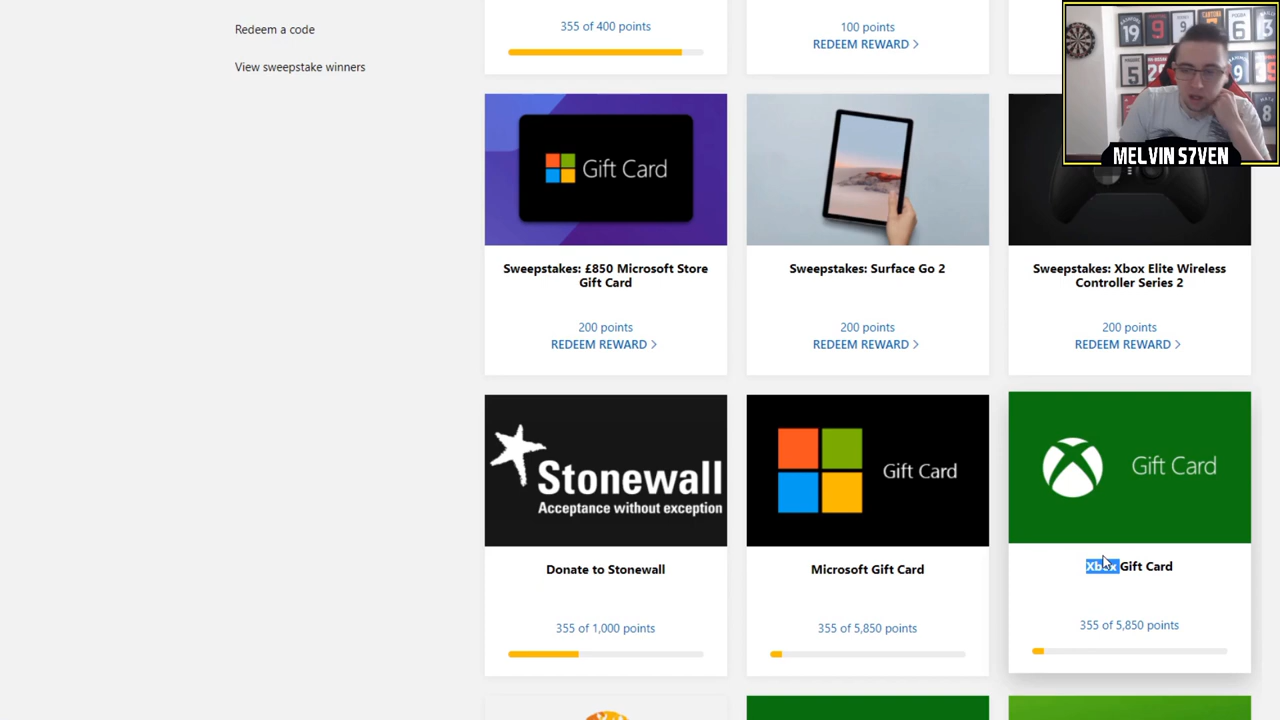 Redeem a code
View sweepstake winners
355 of 400 points
100 points
REDEEM REWARD >
MELVIN S7VEN
Gift Card
Sweepstakes: £850 Microsoft Store
Gift Card
200 points
REDEEM REWARD >
Sweepstakes: Surface Go 2
200 points
REDEEM REWARD >
Sweepstakes: Xbox Elite Wireless
Controller Series 2
200 points
REDEEM REWARD >
Stonewall
Acceptance without exception
Donate to Stonewall
355 of 1,000 points
Gift Card
Microsoft Gift Card
355 of 5,850 points
Gift Card
Xbox Gift Card
355 of 5,850 points